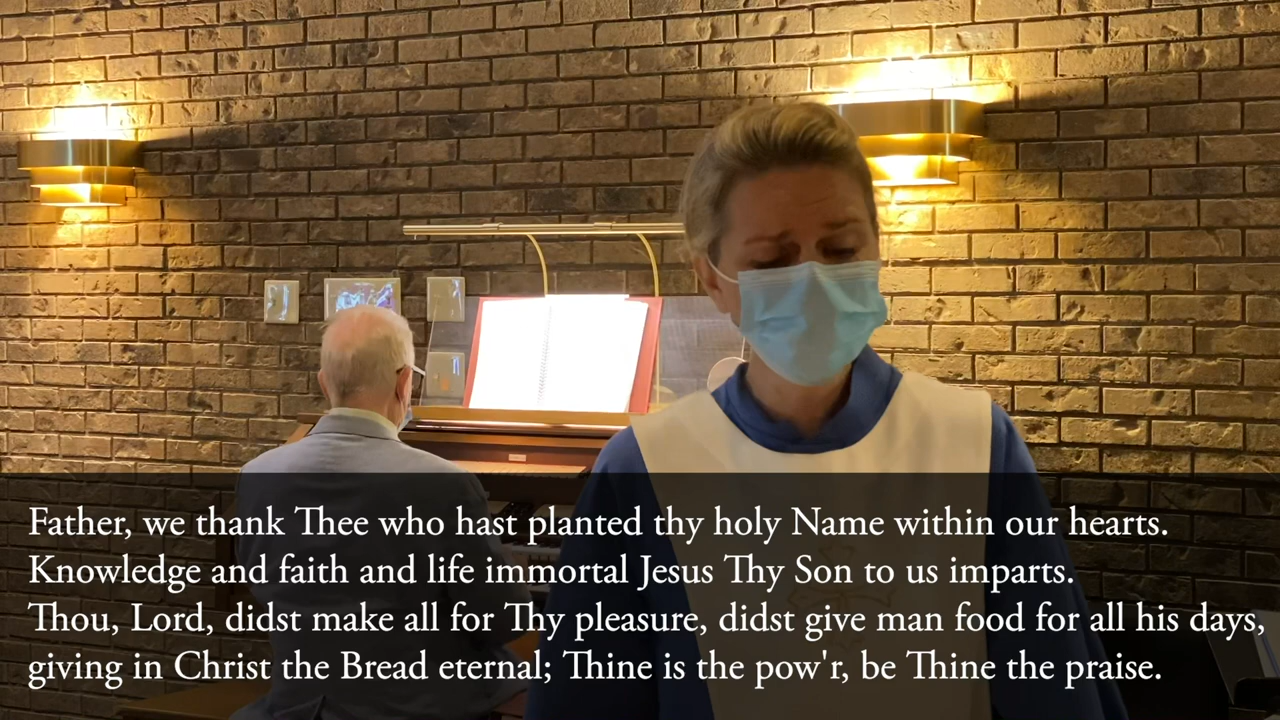 Father, we thank Thee who hast planted thy holy Name within our hearts.
Knowledge and faith and life immortal Jesus Thy Son to us imparts.
Thou, Lord, didst make all for Thy pleasure, didst give man food for all his days,
giving in Christ the Bread eternal; Thine is the pow'r, be Thine the praise.